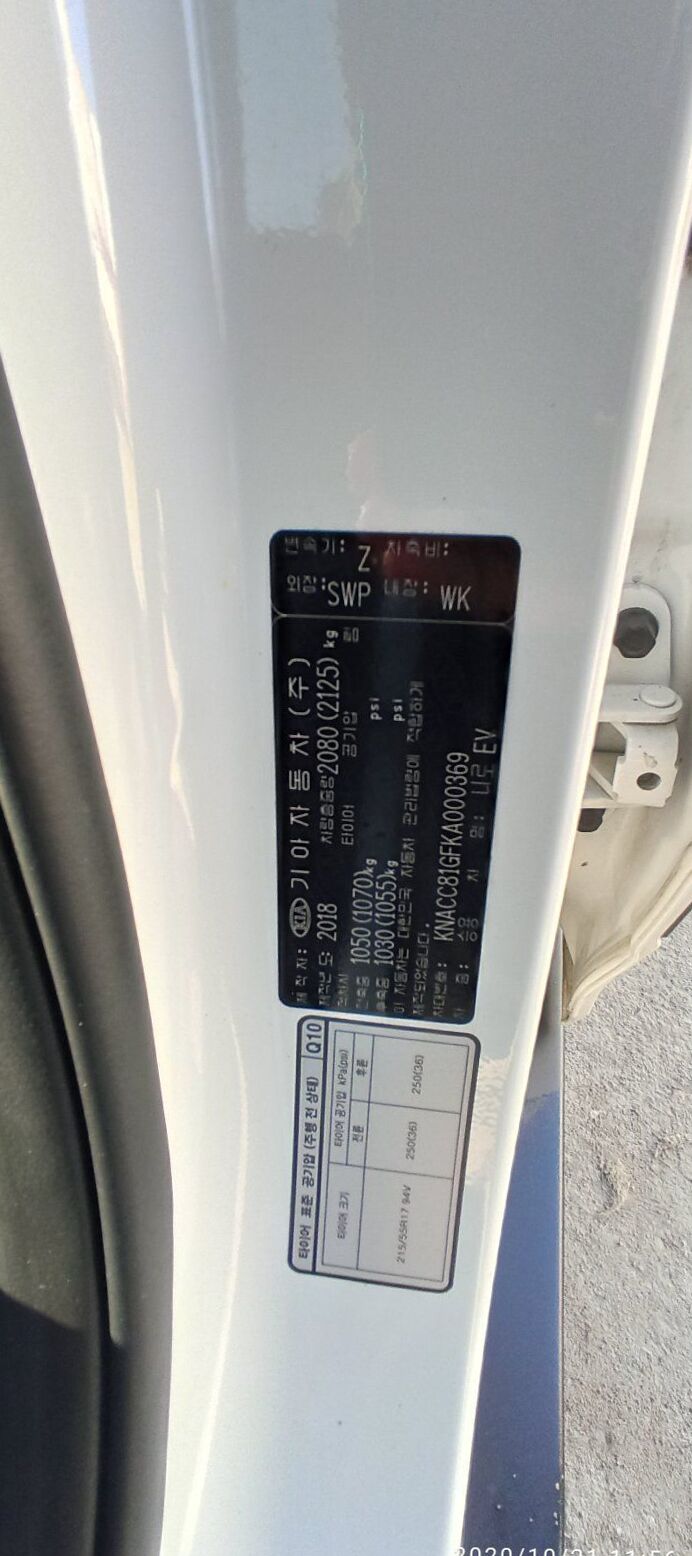 제작자: KIA 기아자동차(주)
제작년도: 2018 차량총중량 2080(2125) kg
타이어 공기압 림
전축중 1050(1070)kg psi
후축중 1030(1055)kg psi
이 자동차는 대한민국 자동차 관리법령에 적합하게
제작되었습니다.
차대번호: KNACC81GFKA000369
차 종: 승용 차 명: 니로 EV
변속기: Z 차축비:
외장: SWP 내장: WK
타이어 표준 공기압 (주행 전 상태) Q10
타이어 크기 타이어 공기압 kPa(psi)
전륜 후륜
215/55R17 94V 250(36) 250(36)